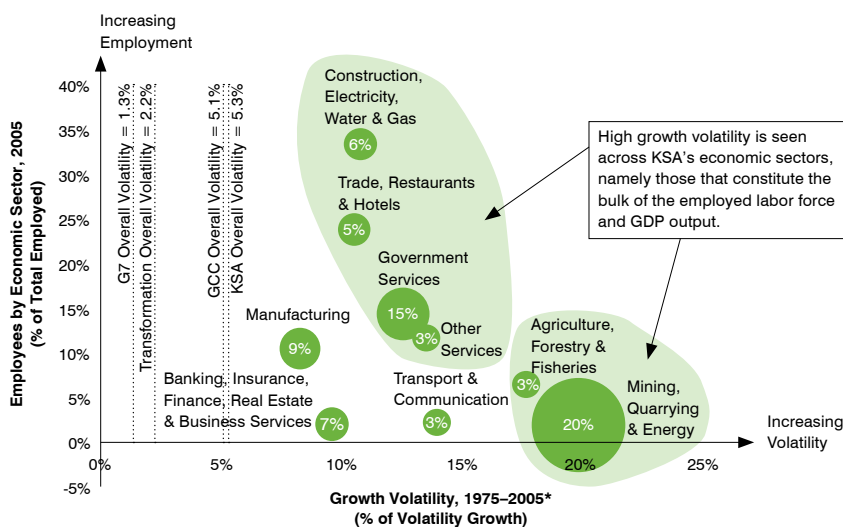 Increasing
Employment
Employees by Economic Sector, 2005
(% of Total Employed)
40%
35%
30%
25%
20%
15%
10%
5%
0%
-5%
G7 Overall Volatility = 1.3%
Transformation Overall Volatility = 2.2%
GCC Overall Volatility = 5.1%
KSA Overall Volatility = 5.3%
Construction,
Electricity,
Water & Gas
6%
Trade, Restaurants
& Hotels
5%
Government
Services
15%
3%
Other
Services
Manufacturing
9%
Banking, Insurance,
Finance, Real Estate
& Business Services
7%
Transport &
Communication
3%
Agriculture,
Forestry &
Fisheries
3%
Mining,
Quarrying
& Energy
20%
High growth volatility is seen
across KSA's economic sectors,
namely those that constitute the
bulk of the employed labor force
and GDP output.
Increasing
Volatility
0%
5%
10%
15%
20%
25%
Growth Volatility, 1975–2005*
(% of Volatility Growth)